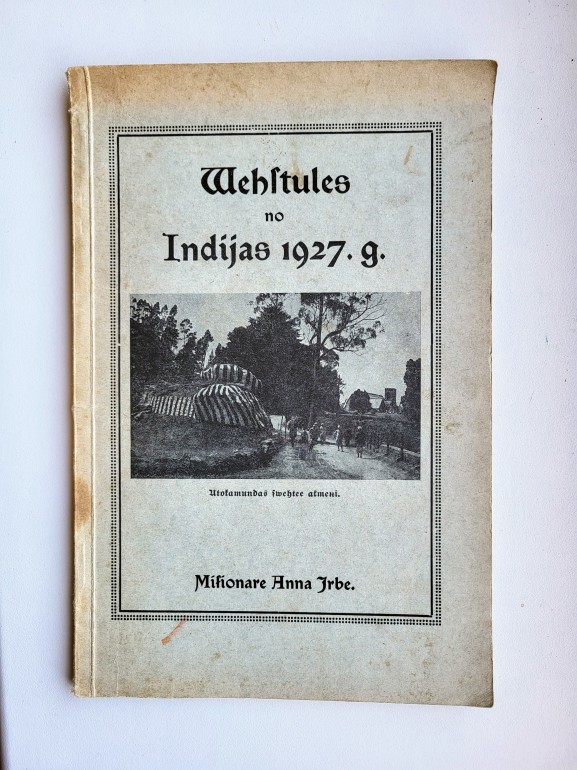 Wehſtules
no
Indijas 1927. g.
Utokamundas ſwehtee akmeni.
Miſionare Anna Irbe.